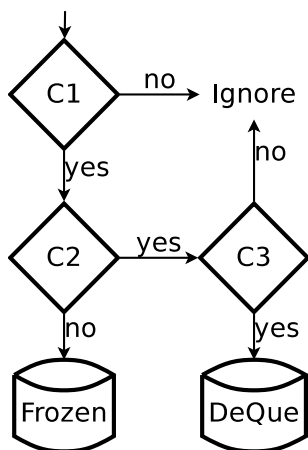 no
C1
Ignore
yes
no
yes
C2
C3
no
yes
Frozen
DeQue